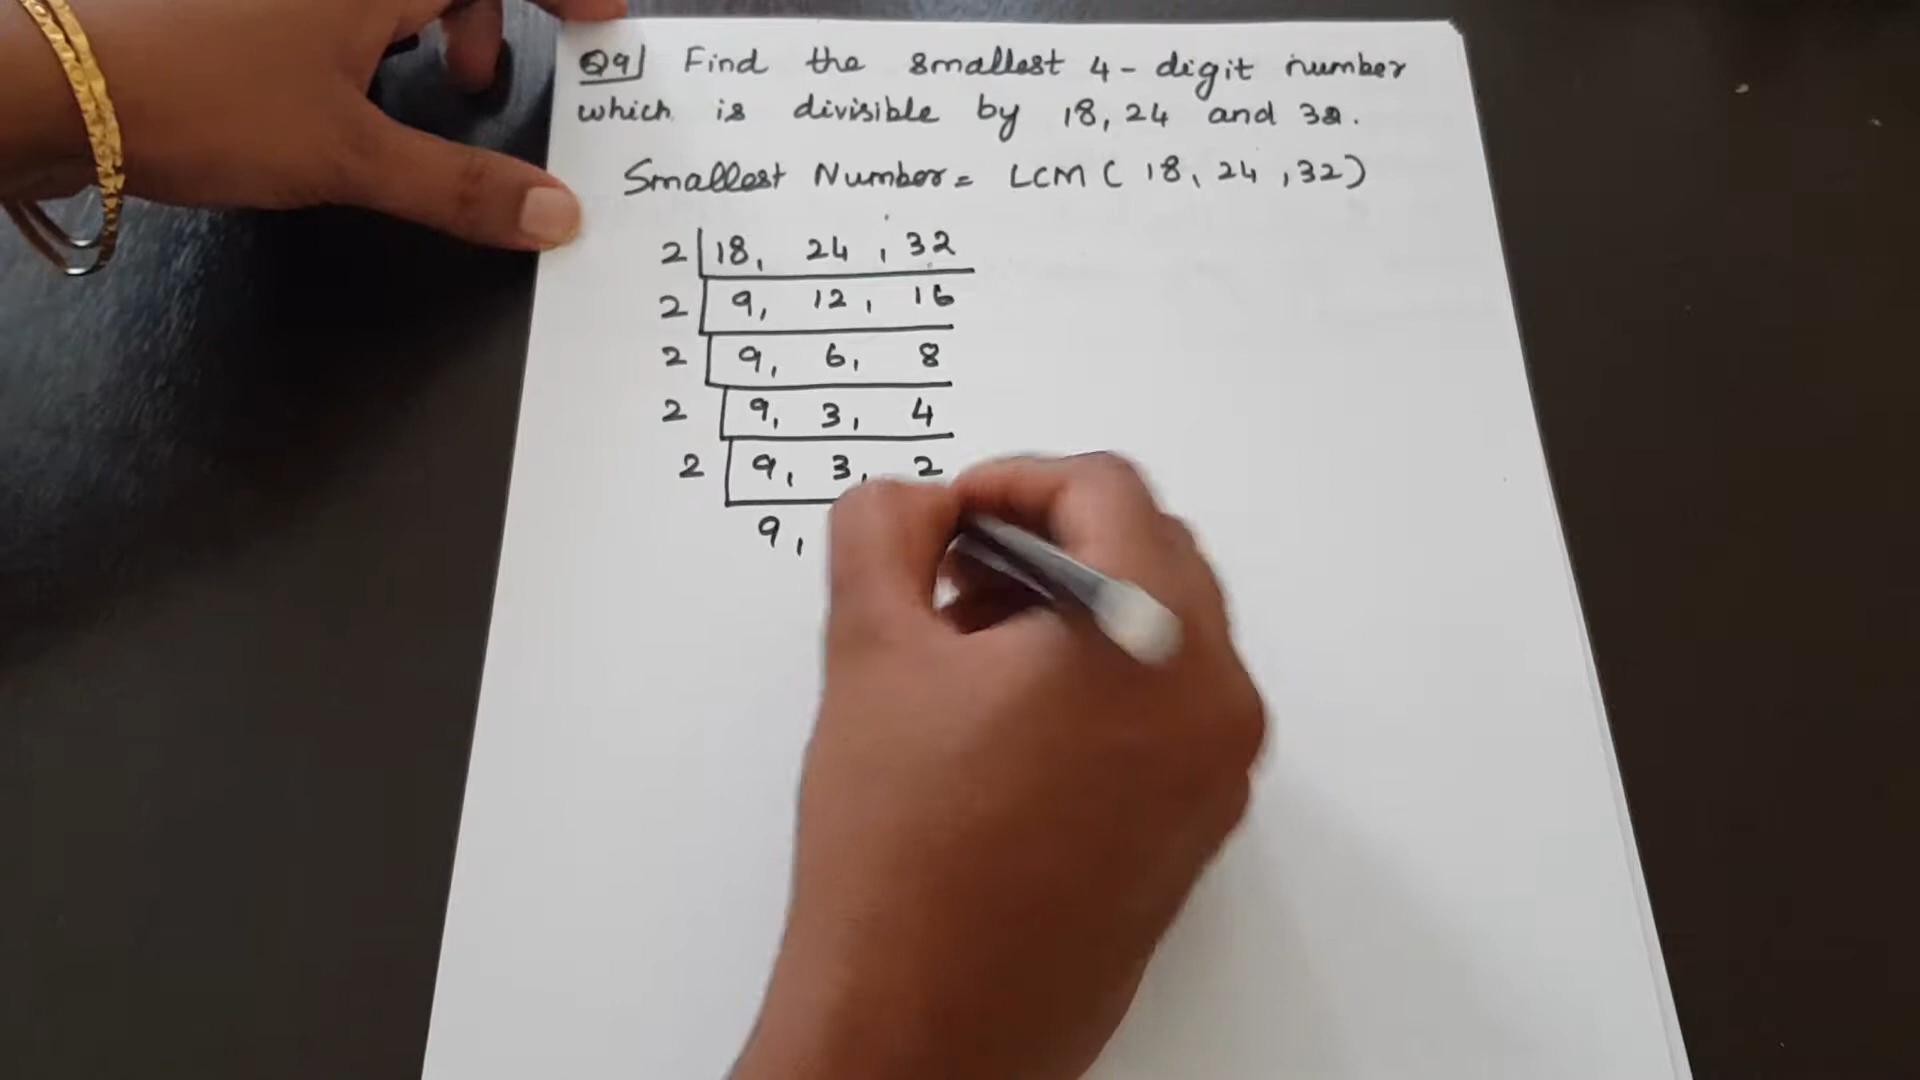 Q9| Find the smallest 4-digit number
which is divisible by 18, 24 and 32.
Smallest Number = LCM ( 18, 24 , 32)
2 | 18, 24 , 32
2 | 9, 12, 16
2 | 9, 6, 8
2 | 9, 3, 4
2 | 9, 3, 2
9,